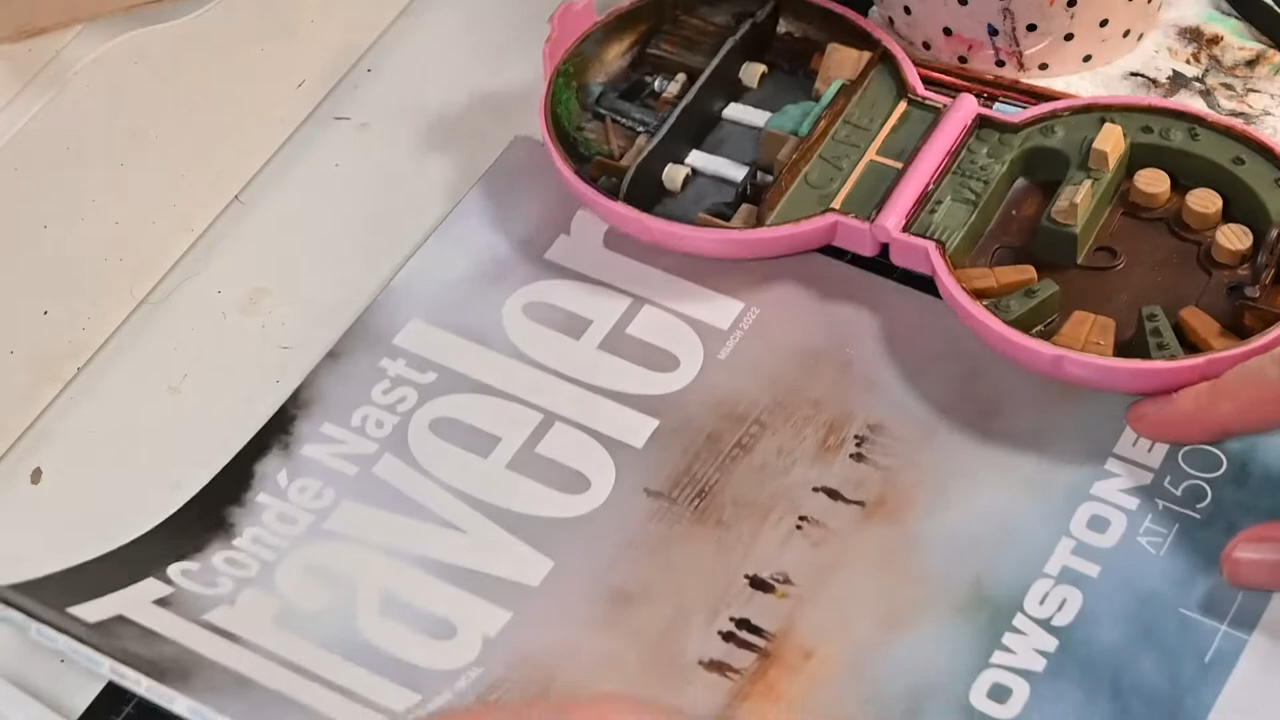 Condé Nast
Traveler
MARCH 2022
OWSTONE
AT 150
CAFE